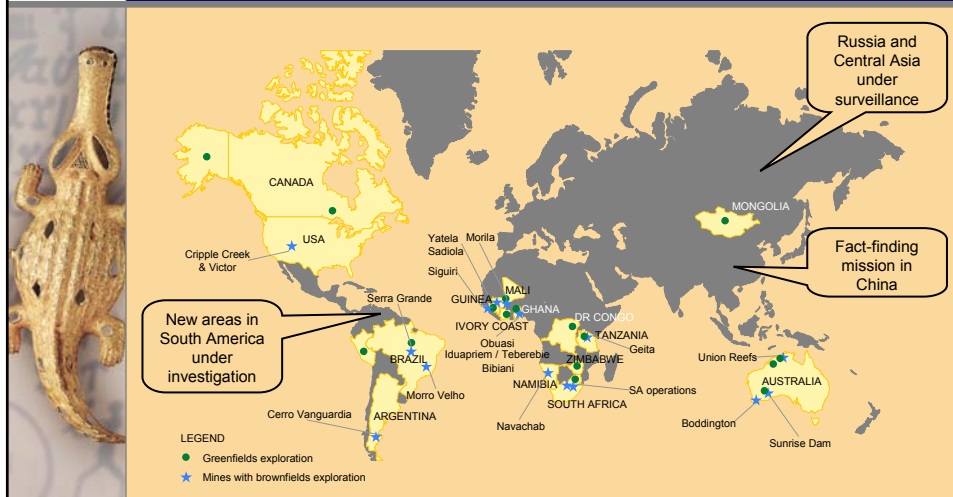 Russia and
Central Asia
under
surveillance
CANADA
MONGOLIA
USA
Cripple Creek
& Victor
Yatela
Morila
Sadiola
Siguiri
MALI
Fact-finding
mission in
China
Serra Grande
GUINEA
GHANA
DR CONGO
New areas in
South America
under
investigation
IVORY COAST
TANZANIA
Obuasi
Geita
Iduapriem / Teberebie
Bibiani
ZIMBABWE
BRAZIL
Union Reefs
NAMIBIA
SA operations
AUSTRALIA
Morro Velho
SOUTH AFRICA
Cerro Vanguardia
ARGENTINA
Navachab
Boddington
Sunrise Dam
LEGEND
Greenfields exploration
Mines with brownfields exploration